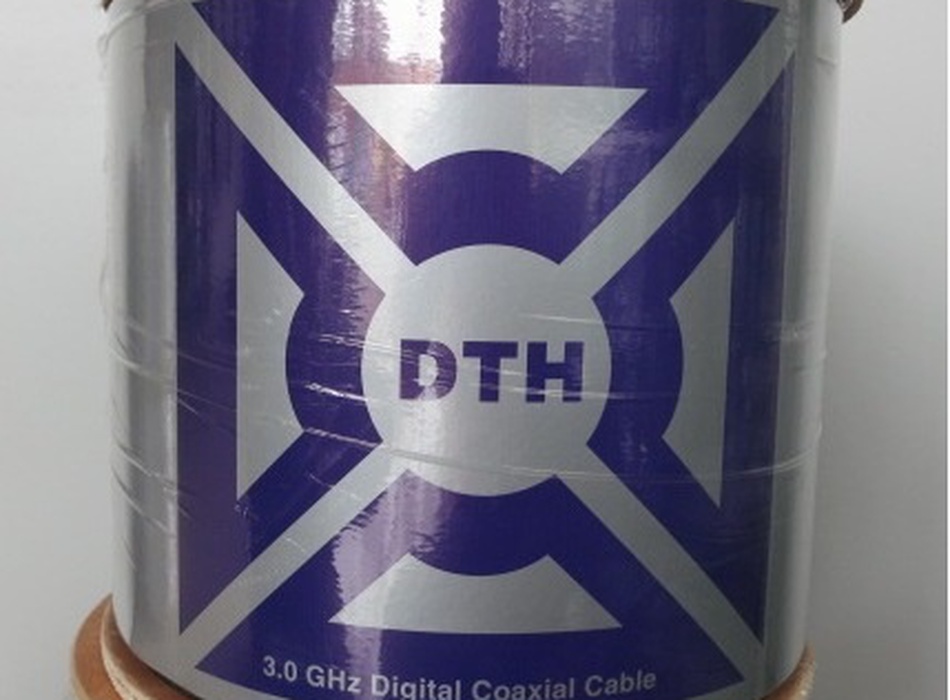 DTH
3.0 GHz Digital Coaxial Cable